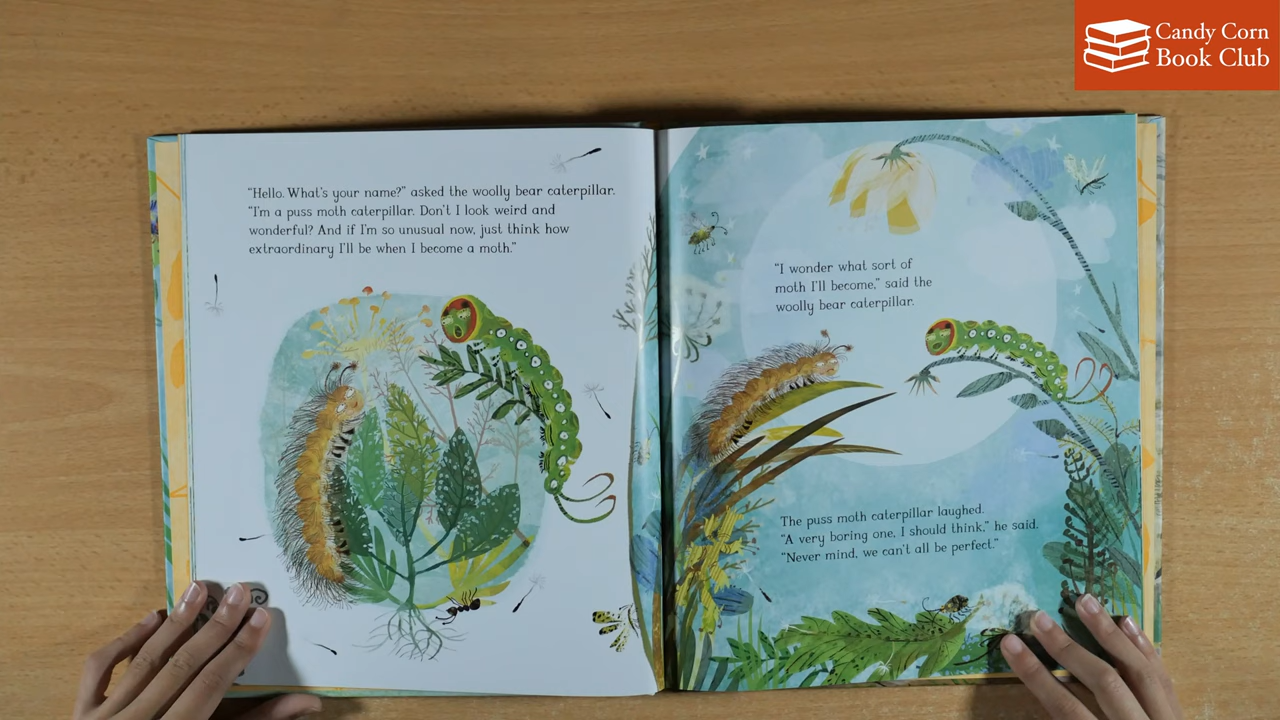 Candy Corn
Book Club
“Hello. What’s your name?” asked the woolly bear caterpillar.
“I’m a puss moth caterpillar. Don’t I look weird and
wonderful? And if I’m so unusual now, just think how
extraordinary I’ll be when I become a moth.”
“I wonder what sort of
moth I’ll become,” said the
woolly bear caterpillar.
The puss moth caterpillar laughed.
“A very boring one, I should think,” he said.
“Never mind, we can’t all be perfect.”